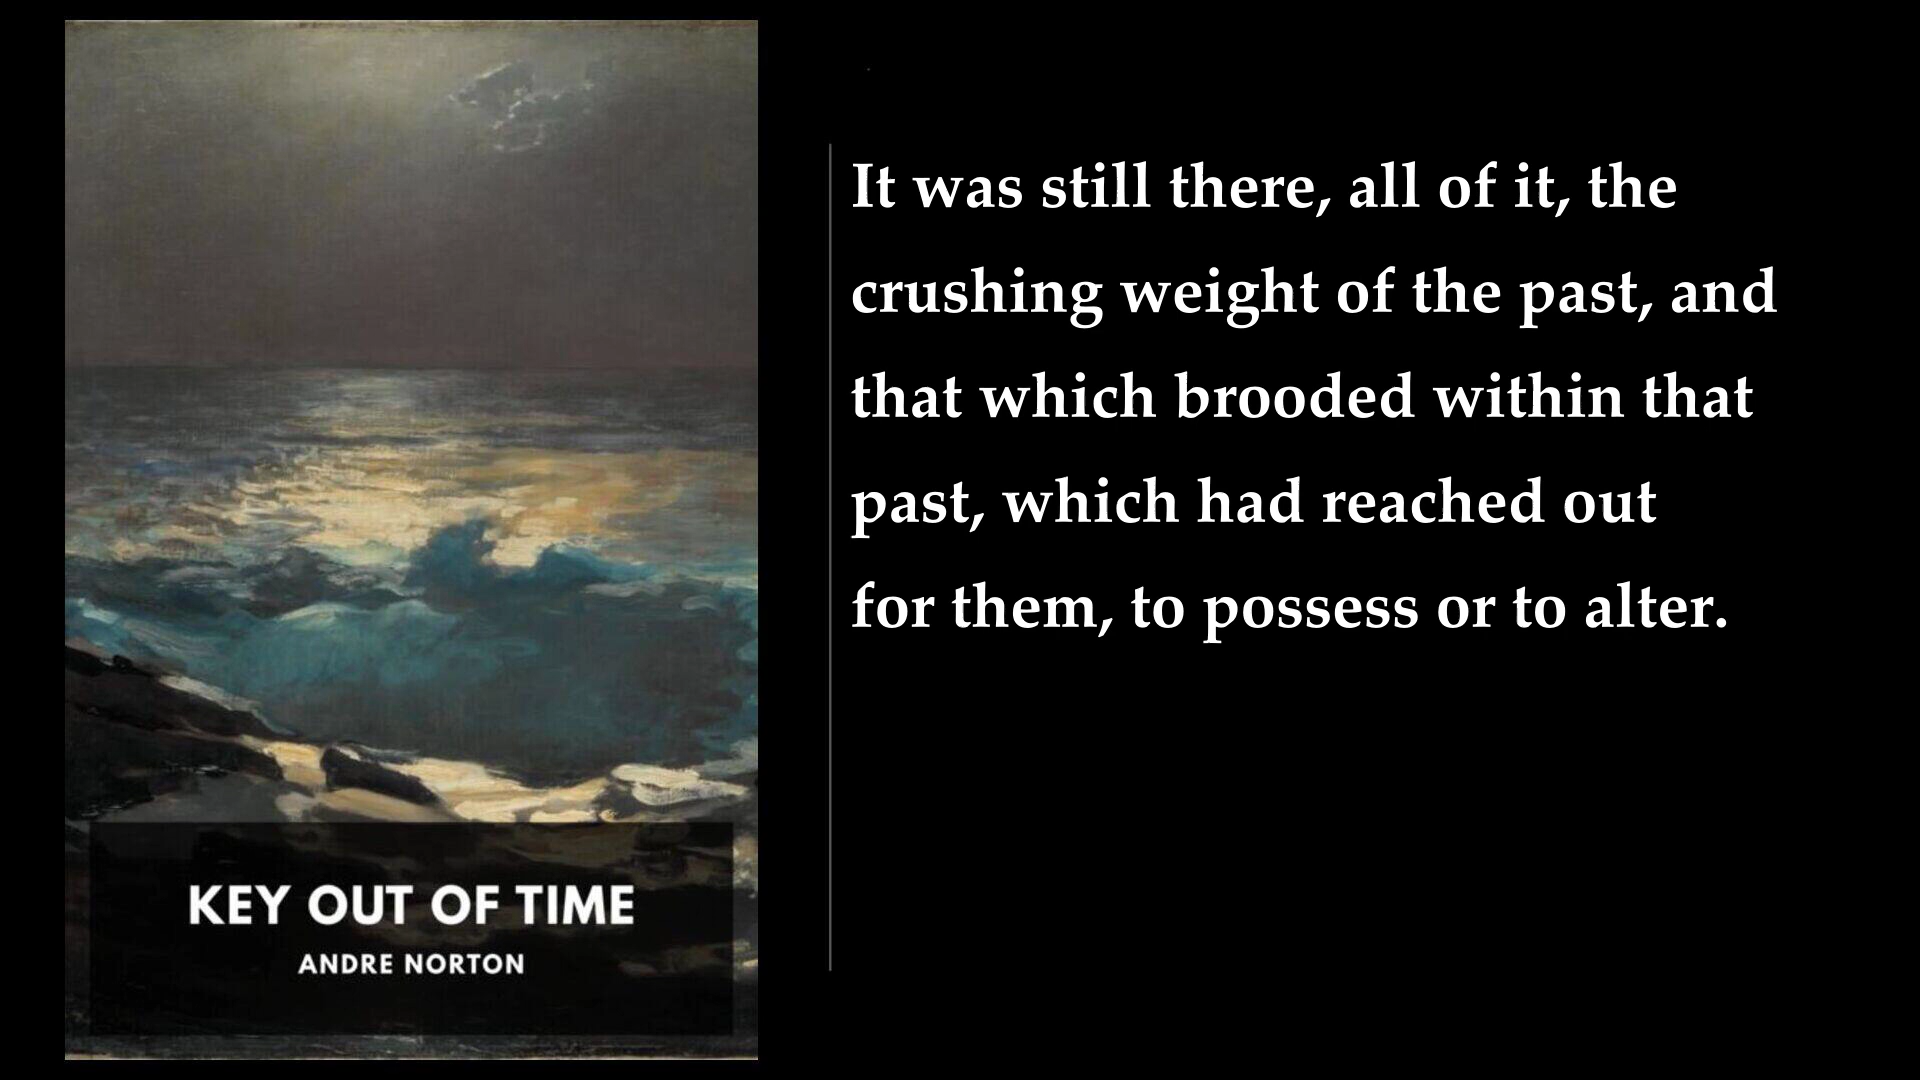 KEY OUT OF TIME
ANDRE NORTON
It was still there, all of it, the
crushing weight of the past, and
that which brooded within that
past, which had reached out
for them, to possess or to alter.